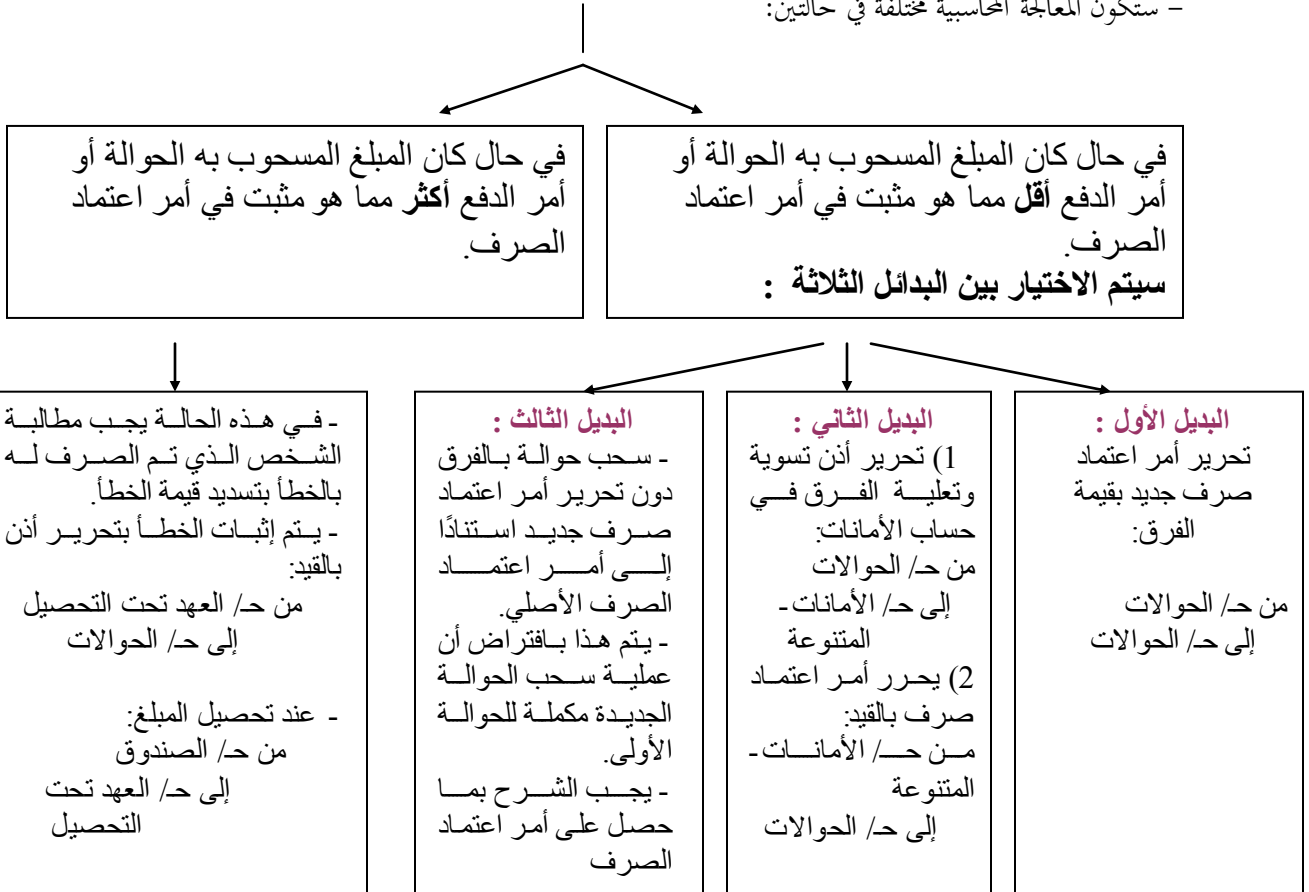 – ستكون المعالجة المحاسبية مختلفة في حالتين:
في حال كان المبلغ المسحوب به الحوالة أو
أمر الدفع أقل مما هو مثبت في أمر اعتماد
الصرف.
سيتم الاختيار بين البدائل الثلاثة :
في حال كان المبلغ المسحوب به الحوالة أو
أمر الدفع أكثر مما هو مثبت في أمر اعتماد
الصرف.
البديل الأول :
تحرير أمر اعتماد
صرف جديد بقيمة
الفرق:
من حـ/ الحوالات
إلى حـ/ الحوالات
البديل الثاني :
1) تحرير أذن تسوية
وتعلية الفرق في
حساب الأمانات:
من حـ/ الحوالات
إلى حـ/ الأمانات-
المتنوعة
2) يحرر أمر اعتماد
صرف بالقيد:
من حـ/ الأمانات-
المتنوعة
إلى حـ/ الحوالات
البديل الثالث :
- سحب حوالة بالفرق
دون تحرير أمر اعتماد
صرف جديد استنادًا
إلى أمر اعتماد
الصرف الأصلي.
- يتم هذا بافتراض أن
عملية سحب الحوالة
الجديدة مكملة للحوالة
الأولى.
- يجب الشرح بما
حصل على أمر اعتماد
الصرف
- في هذه الحالة يجب مطالبة
الشخص الذي تم الصرف له
بالخطأ بتسديد قيمة الخطأ.
- يتم إثبات الخطأ بتحرير أذن
بالقيد:
من حـ/ العهد تحت التحصيل
إلى حـ/ الحوالات
- عند تحصيل المبلغ:
من حـ/ الصندوق
إلى حـ/ العهد تحت
التحصيل